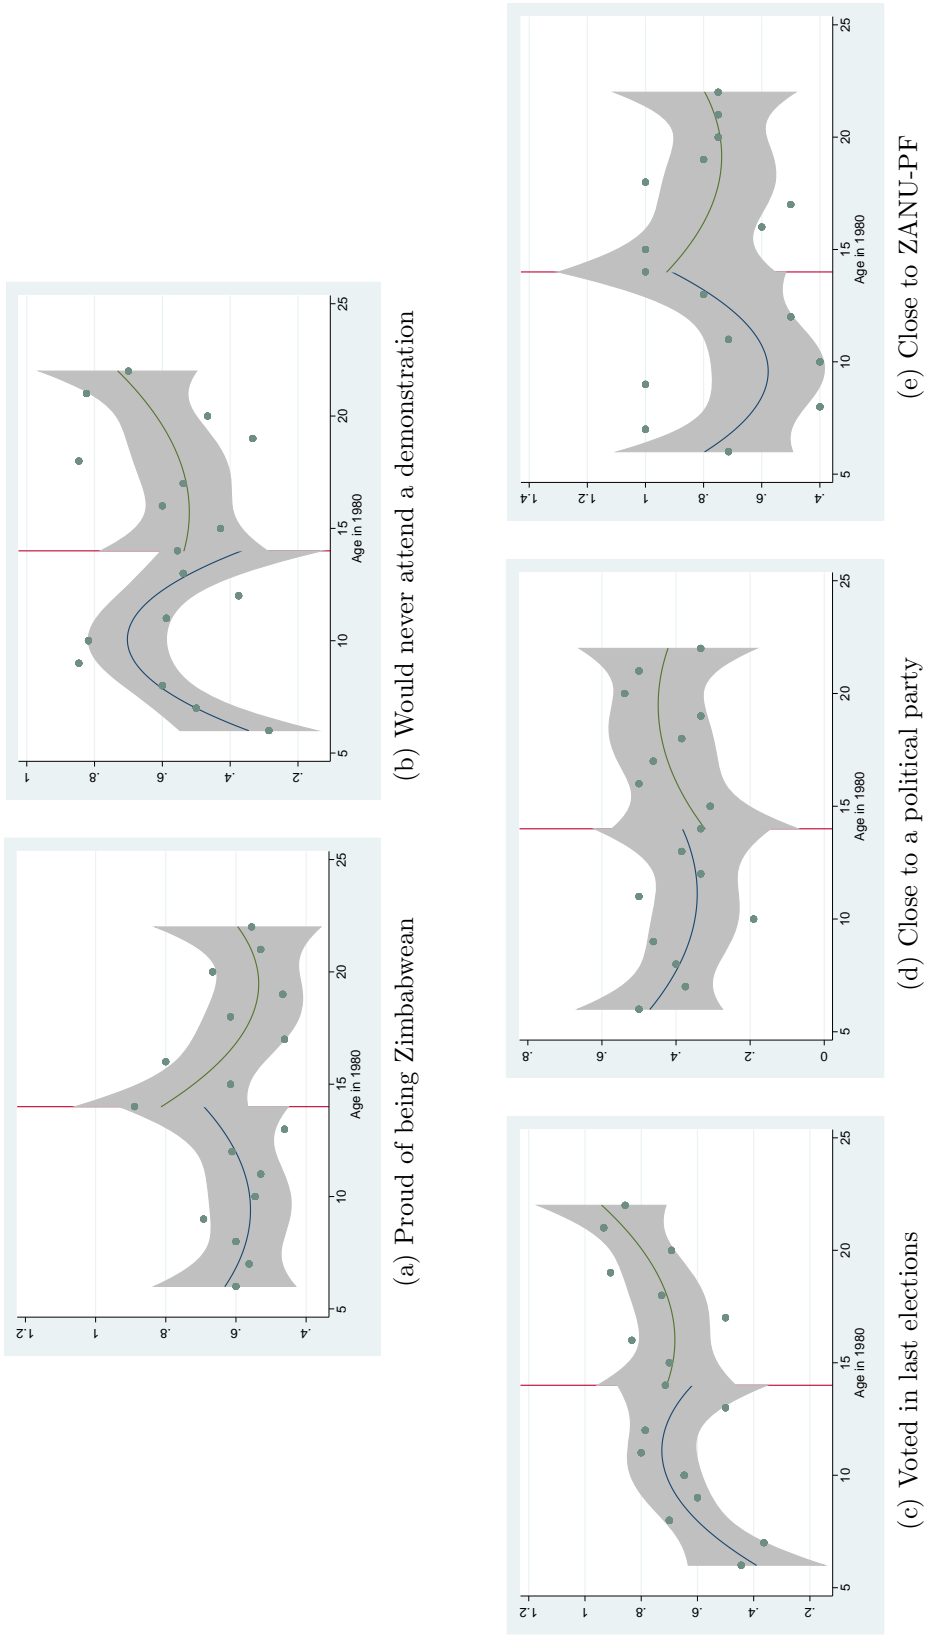 1.2
1
.8
.6
.4
5 10 15 20 25
Age in 1980
(a) Proud of being Zimbabwean
1
.8
.6
.4
.2
5 10 15 20 25
Age in 1980
(b) Would never attend a demonstration
1.2
1
.8
.6
.4
.2
5 10 15 20 25
Age in 1980
(c) Voted in last elections
.8
.6
.4
.2
0
5 10 15 20 25
Age in 1980
(d) Close to a political party
1.4
1.2
1
.8
.6
.4
5 10 15 20 25
Age in 1980
(e) Close to ZANU-PF